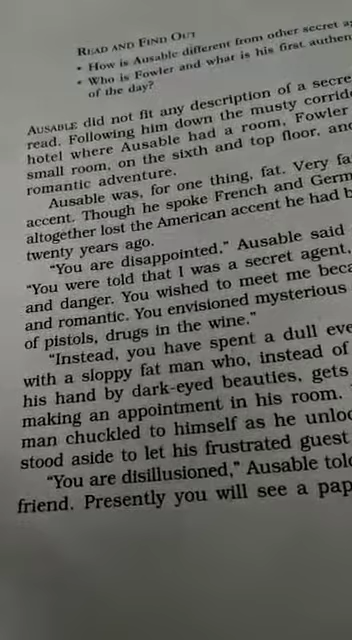 READ AND FIND OUT
• How is Ausable different from other secret
• Who is Fowler and what is his first authen
of the day?
AUSABLE did not fit any description of a secre
read. Following him down the musty corrid
hotel where Ausable had a room, Fowler
small room, on the sixth and top floor, and
romantic adventure.
Ausable was, for one thing, fat. Very fa
accent. Though he spoke French and Germ
altogether lost the American accent he had b
twenty years ago.
"You are disappointed," Ausable said
"You were told that I was a secret agent,
and danger. You wished to meet me beca
and romantic. You envisioned mysterious
of pistols, drugs in the wine."
"Instead, you have spent a dull eve
with a sloppy fat man who, instead of
his hand by dark-eyed beauties, gets
making an appointment in his room.
man chuckled to himself as he unloc
stood aside to let his frustrated guest
"You are disillusioned," Ausable told
friend. Presently you will see a pap